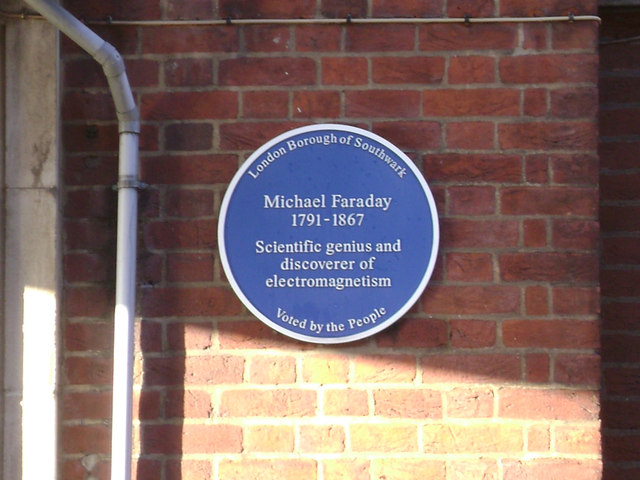 London Borough of Southwark
Michael Faraday
1791-1867
Scientific genius and
discoverer of
electromagnetism
Voted by the People